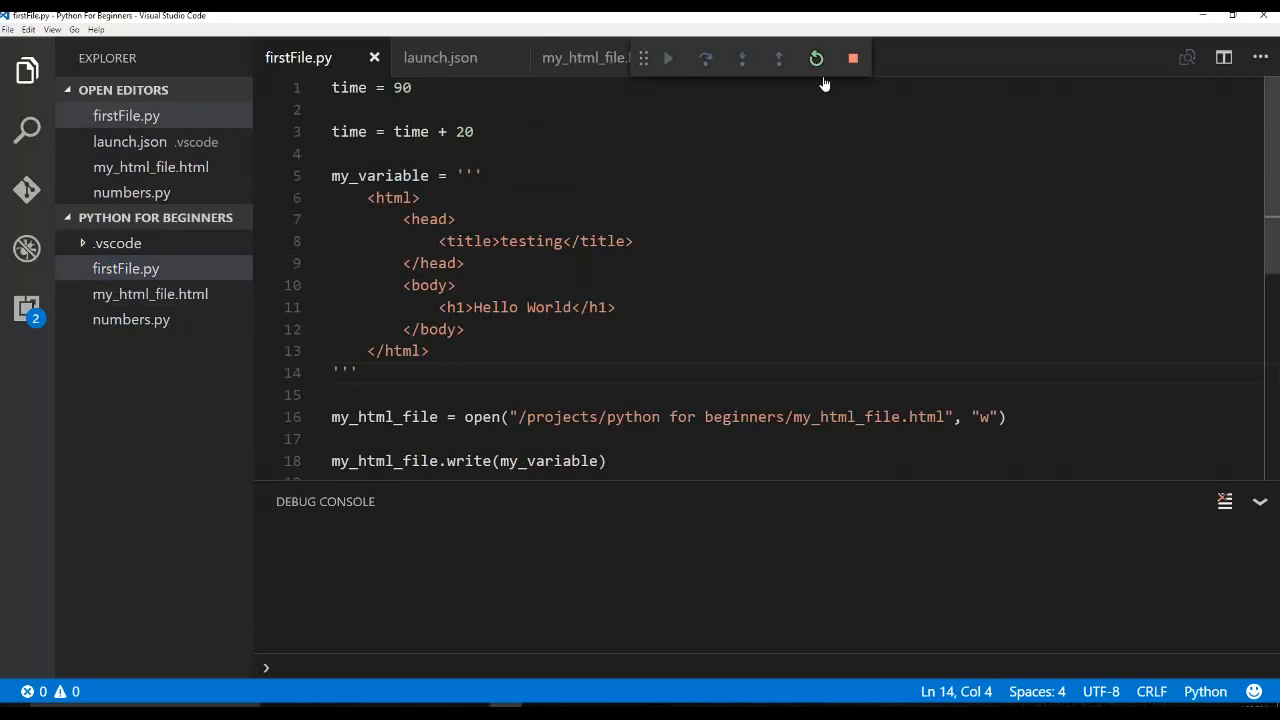 firstFile.py - Python For Beginners - Visual Studio Code
File Edit View Go Help
EXPLORER
OPEN EDITORS
firstFile.py
launch.json .vscode
my_html_file.html
numbers.py
PYTHON FOR BEGINNERS
.vscode
firstFile.py
my_html_file.html
numbers.py
2
firstFile.py launch.json my_html_file.
1 time = 90
2
3 time = time + 20
4
5 my_variable = '''
6 <html>
7 <head>
8 <title>testing</title>
9 </head>
10 <body>
11 <h1>Hello World</h1>
12 </body>
13 </html>
14 '''
15
16 my_html_file = open("/projects/python for beginners/my_html_file.html", "w")
17
18 my_html_file.write(my_variable)
DEBUG CONSOLE
0 0 Ln 14, Col 4 Spaces: 4 UTF-8 CRLF Python